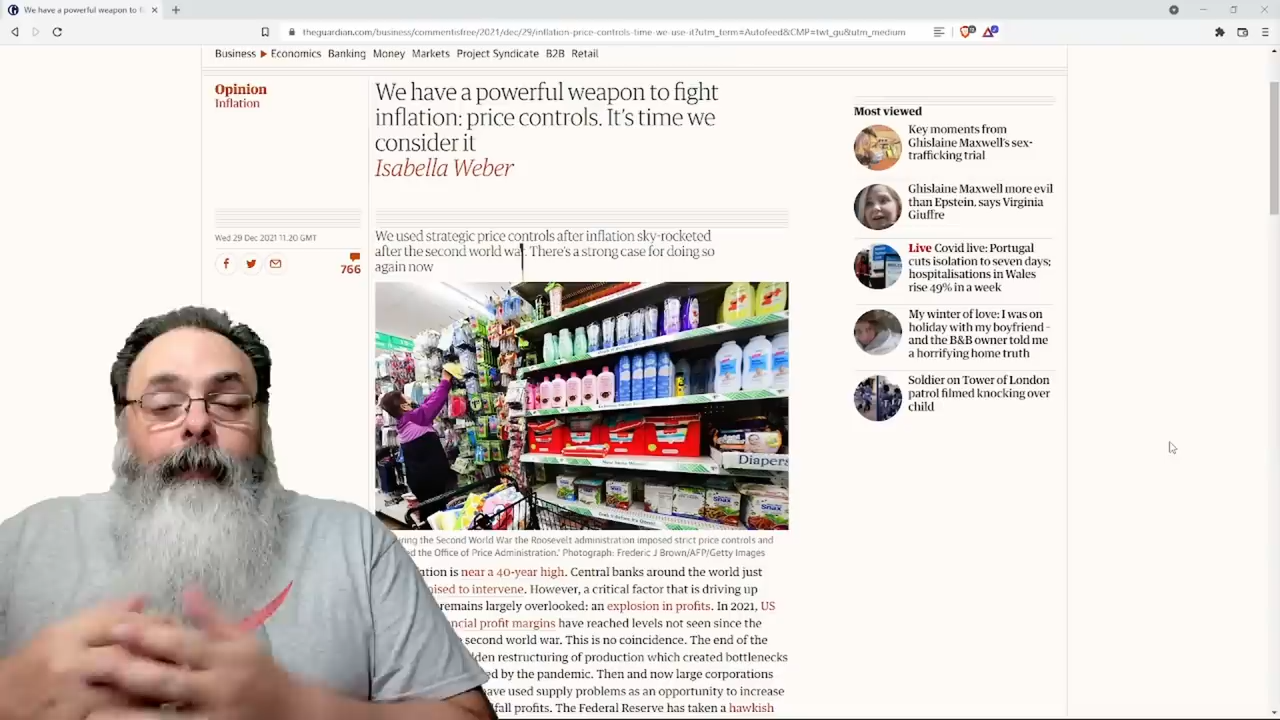 We have a powerful weapon to fi
theguardian.com/business/commentisfree/2021/dec/29/inflation-price-controls-time-we-use-it?utm_term=Autofeed&CMP=twt_gu&utm_medium
Business Economics Banking Money Markets Project Syndicate B2B Retail
Opinion
Inflation
We have a powerful weapon to fight
inflation: price controls. It's time we
consider it
Isabella Weber
We used strategic price controls after inflation sky-rocketed
after the second world war. There's a strong case for doing so
again now
Wed 29 Dec 2021 11.20 GMT
766
Diapers
uring the Second World War the Roosevelt administration imposed strict price controls and
ed the Office of Price Administration.' Photograph: Frederic J Brown/AFP/Getty Images
ation is near a 40-year high. Central banks around the world just
ised to intervene. However, a critical factor that is driving up
remains largely overlooked: an explosion in profits. In 2021, US
ncial profit margins have reached levels not seen since the
second world war. This is no coincidence. The end of the
den restructuring of production which created bottlenecks
d by the pandemic. Then and now large corporations
ave used supply problems as an opportunity to increase
fall profits. The Federal Reserve has taken a hawkish
Most viewed
Key moments from
Ghislaine Maxwell's sex-
trafficking trial
Ghislaine Maxwell more evil
than Epstein, says Virginia
Giuffre
Live Covid live: Portugal
cuts isolation to seven days;
hospitalisations in Wales
rise 49% in a week
My winter of love: I was on
holiday with my boyfriend –
and the B&B owner told me
a horrifying home truth
Soldier on Tower of London
patrol filmed knocking over
child